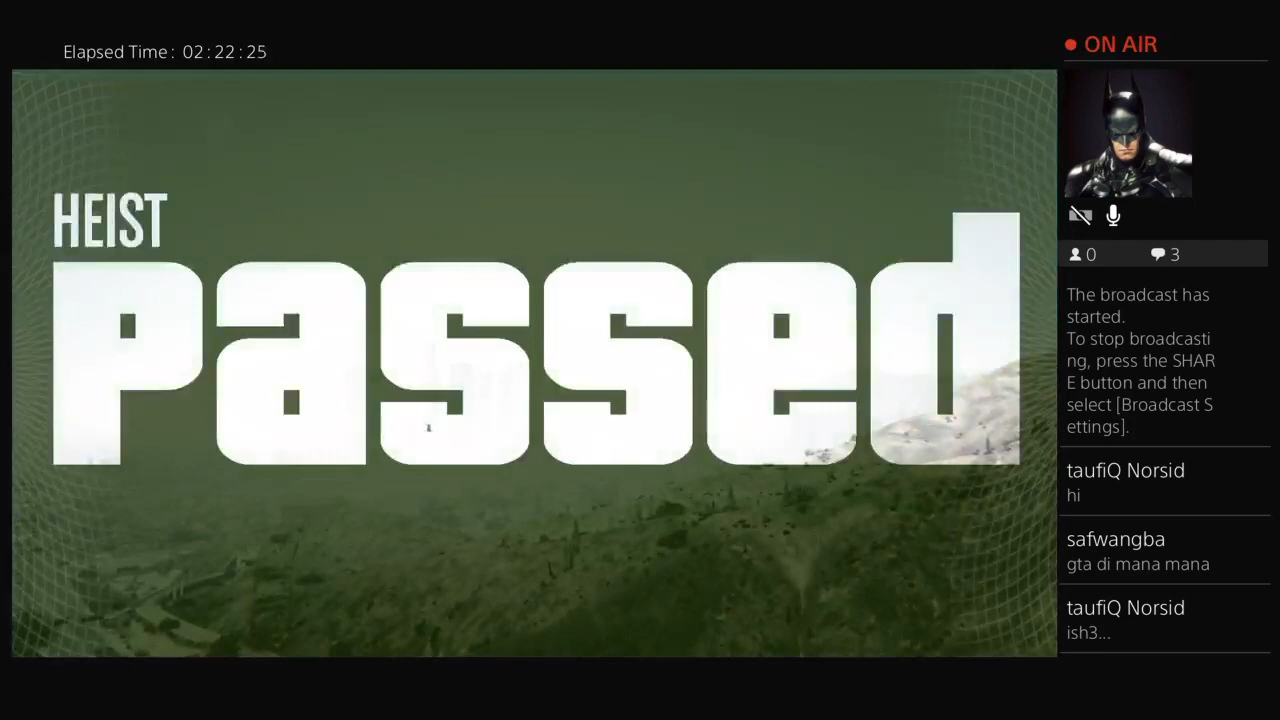 Elapsed Time: 02:22:25
ON AIR
HEIST
Passed
0 3
The broadcast has
started.
To stop broadcasti
ng, press the SHAR
E button and then
select [Broadcast S
ettings].
taufiQ Norsid
hi
safwangba
gta di mana mana
taufiQ Norsid
ish3...